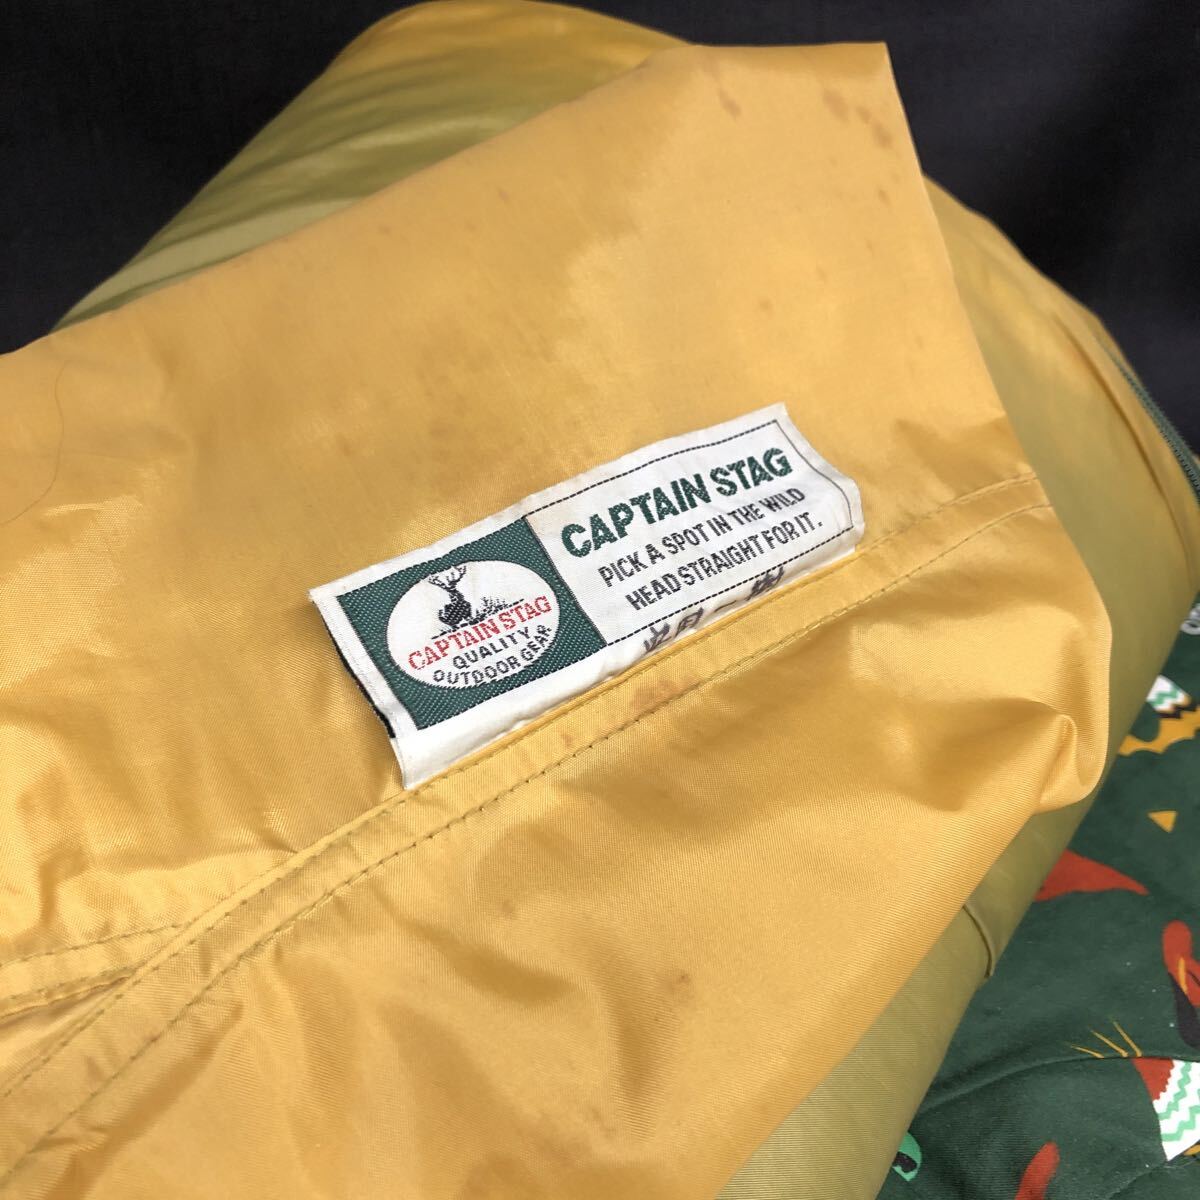 CAPTAIN STAG
PICK A SPOT IN THE WILD
HEAD STRAIGHT FOR IT.
CAPTAIN STAG
QUALITY
OUTDOOR GEAR